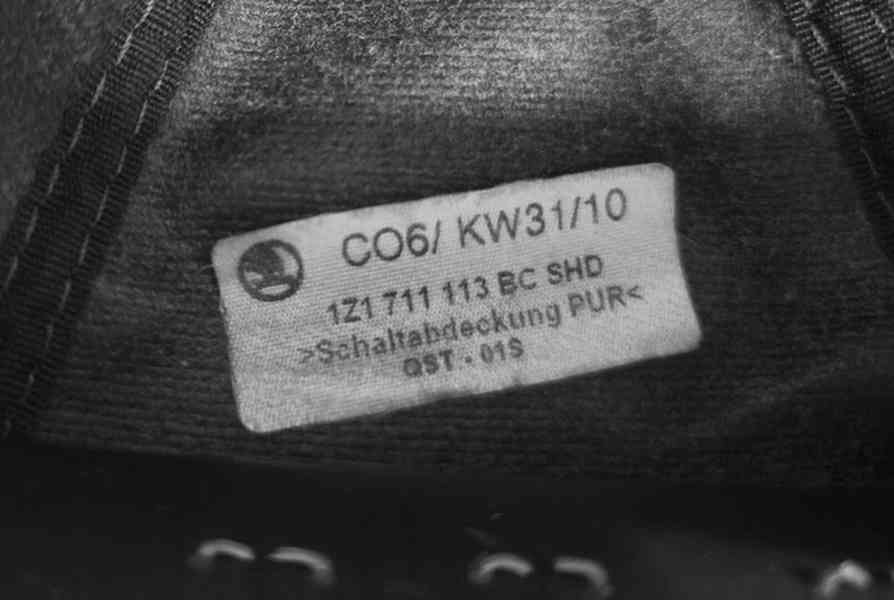 CO6/ KW31/10
1Z1 711 113 BC SHD
>Schaltabdeckung PUR<
QST - 01S